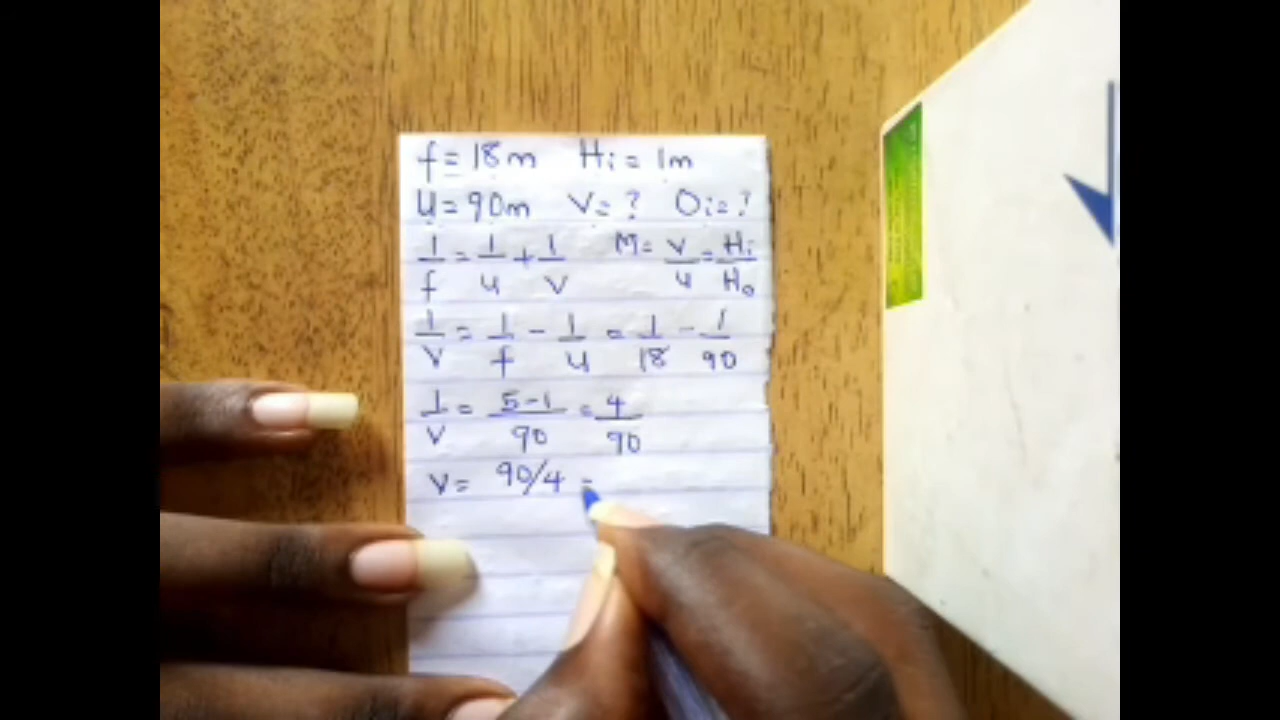 f = 18m Hi = 1m
u = 90m V = ? Oi = ?
1/f = 1/u + 1/v M = v/u = Hi/Ho
1/v = 1/f - 1/u = 1/18 - 1/90
1/v = 5-1/90 = 4/90
v = 90/4 =